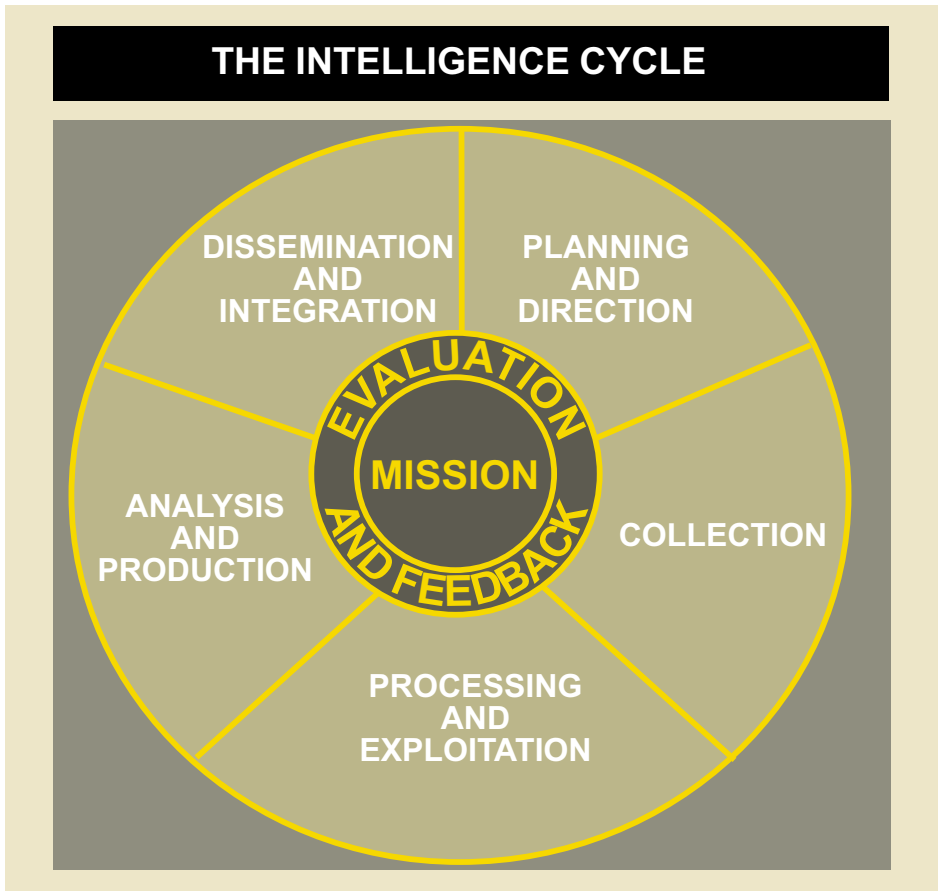 THE INTELLIGENCE CYCLE
DISSEMINATION
AND
INTEGRATION
PLANNING
AND
DIRECTION
EVALUATION
MISSION
AND FEEDBACK
ANALYSIS
AND
PRODUCTION
COLLECTION
PROCESSING
AND
EXPLOITATION